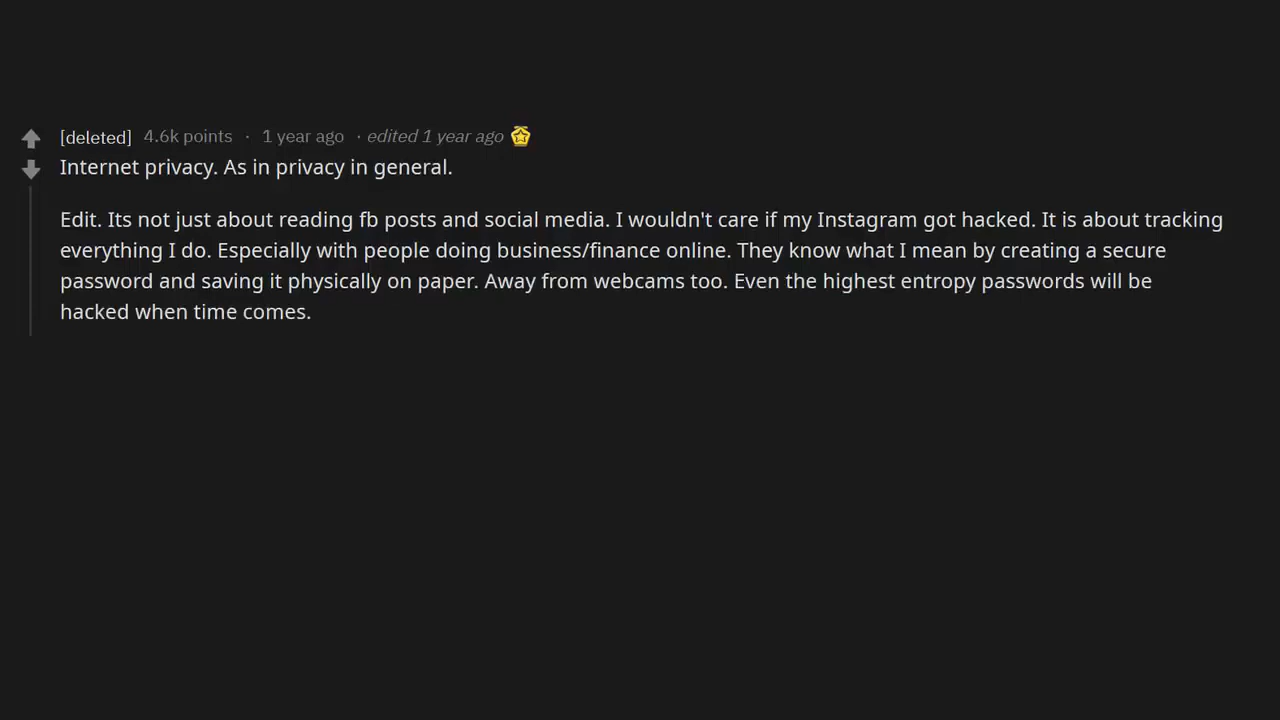 [deleted] 4.6k points · 1 year ago · edited 1 year ago
Internet privacy. As in privacy in general.
Edit. Its not just about reading fb posts and social media. I wouldn't care if my Instagram got hacked. It is about tracking
everything I do. Especially with people doing business/finance online. They know what I mean by creating a secure
password and saving it physically on paper. Away from webcams too. Even the highest entropy passwords will be
hacked when time comes.